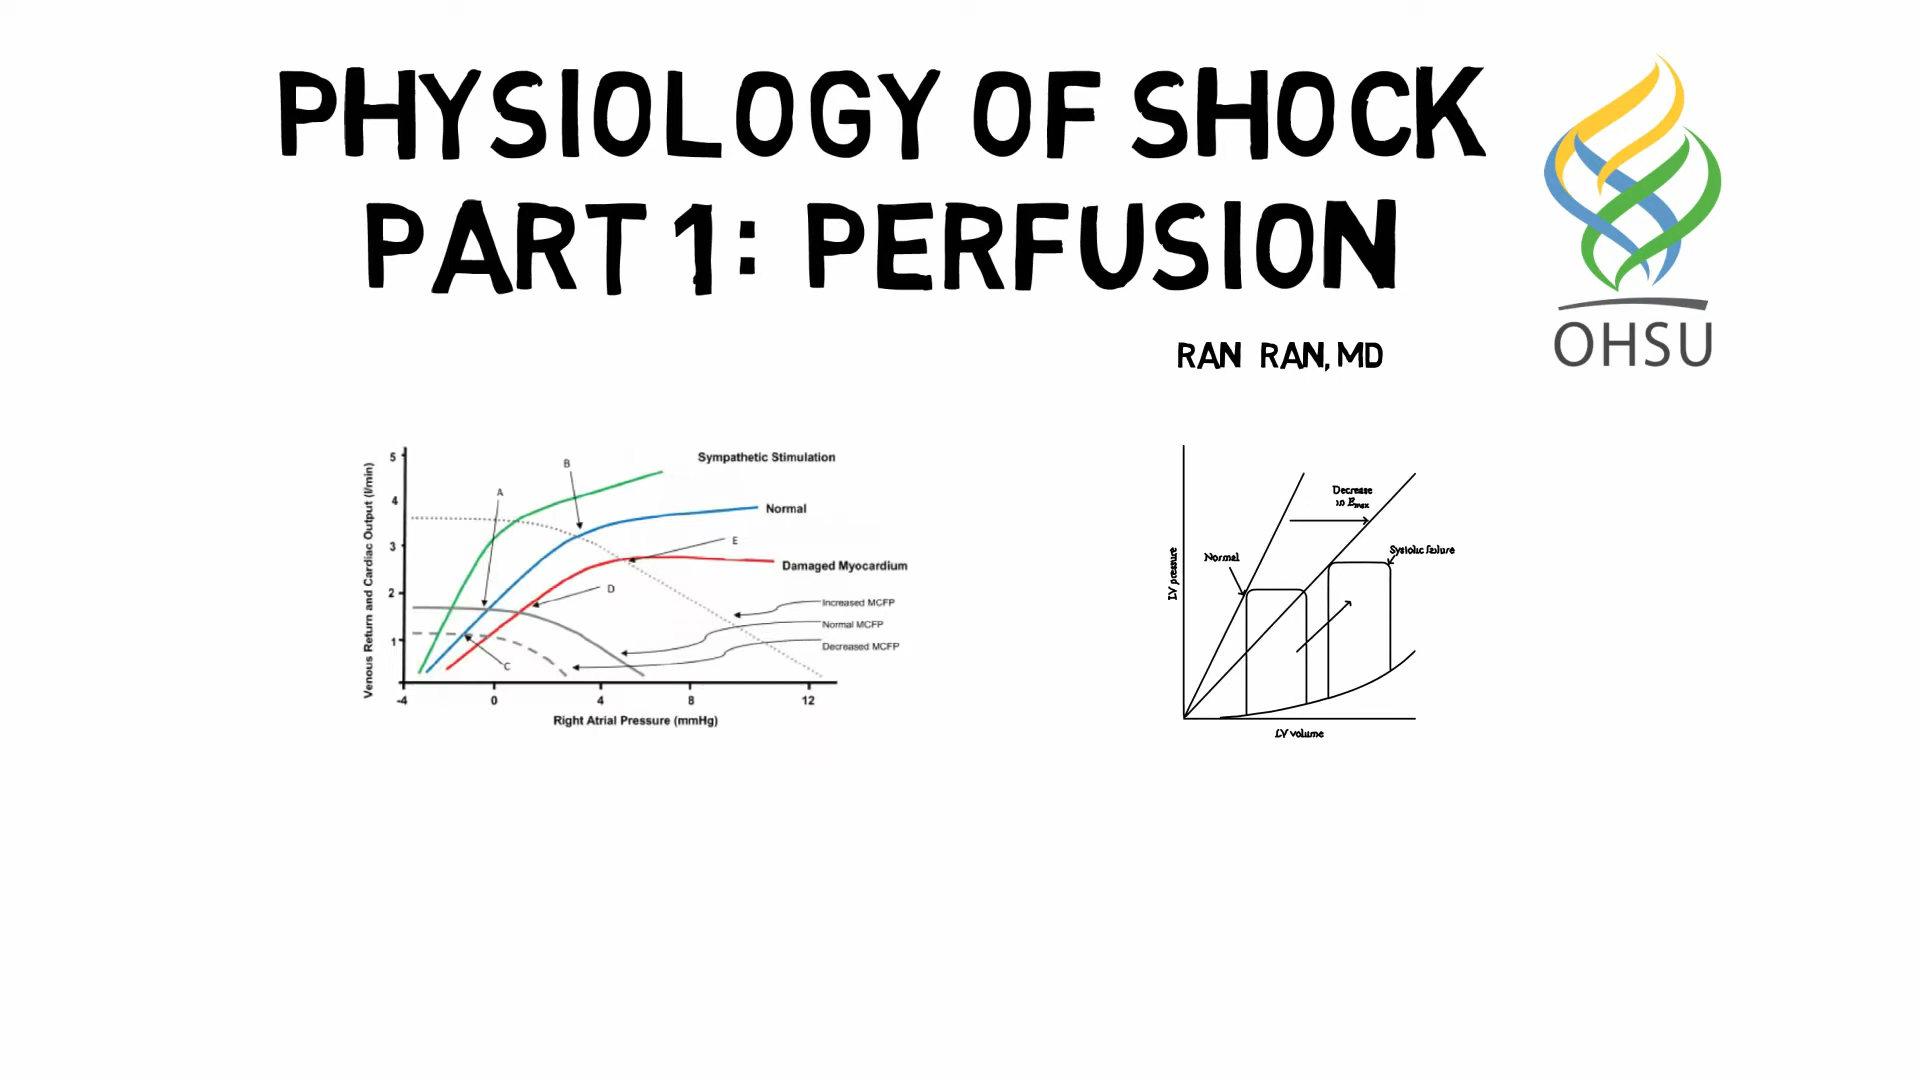 PHYSIOLOGY OF SHOCK
PART 1: PERFUSION
RAN RAN, MD
OHSU
Venous Return and Cardiac Output (l/min)
5
4
3
2
1
-4
0
4
8
12
Right Atrial Pressure (mmHg)
A
B
C
D
E
Sympathetic Stimulation
Normal
Damaged Myocardium
Increased MCFP
Normal MCFP
Decreased MCFP
LV pressure
Normal
Decrease
in Emax
Systolic failure
LV volume